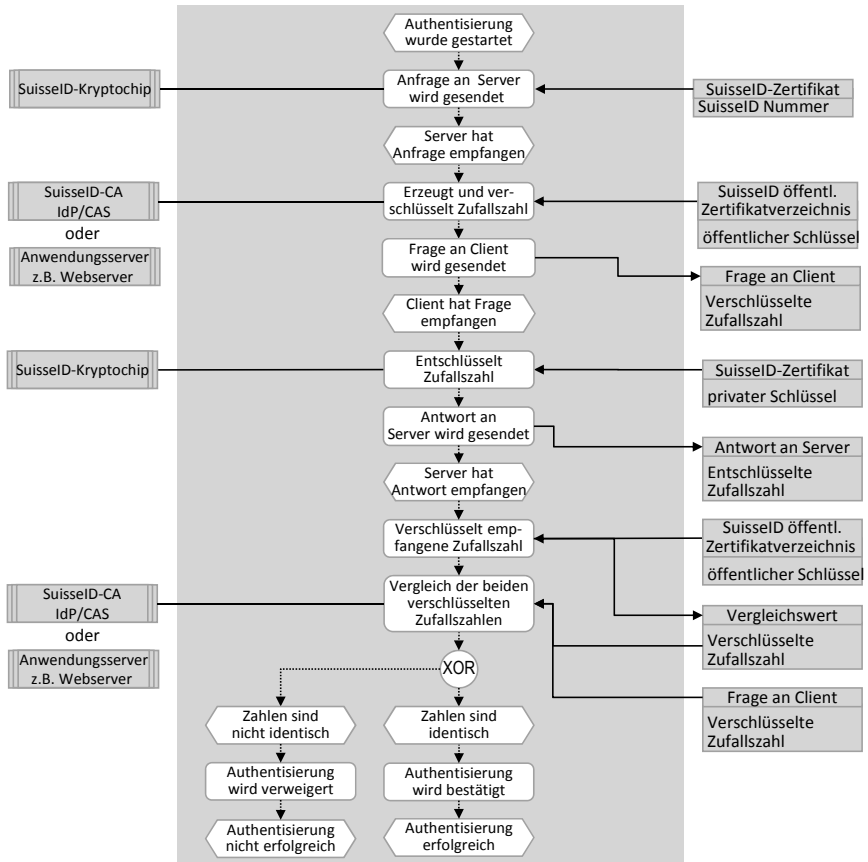 Authentisierung
wurde gestartet
SuisseID-Kryptochip
Anfrage an Server
wird gesendet
SuisseID-Zertifikat
SuisseID Nummer
Server hat
Anfrage empfangen
SuisseID-CA
IdP/CAS
oder
Anwendungsserver
z.B. Webserver
Erzeugt und ver-
schlüsselt Zufallszahl
SuisseID öffentl.
Zertifikatverzeichnis
öffentlicher Schlüssel
Frage an Client
wird gesendet
Frage an Client
Verschlüsselte
Zufallszahl
Client hat Frage
empfangen
SuisseID-Kryptochip
Entschlüsselt
Zufallszahl
SuisseID-Zertifikat
privater Schlüssel
Antwort an
Server wird gesendet
Antwort an Server
Entschlüsselte
Zufallszahl
Server hat
Antwort empfangen
Verschlüsselt emp-
fangene Zufallszahl
SuisseID öffentl.
Zertifikatverzeichnis
öffentlicher Schlüssel
SuisseID-CA
IdP/CAS
oder
Anwendungsserver
z.B. Webserver
Vergleich der beiden
verschlüsselten
Zufallszahlen
Vergleichswert
Verschlüsselte
Zufallszahl
XOR
Frage an Client
Verschlüsselte
Zufallszahl
Zahlen sind
nicht identisch
Zahlen sind
identisch
Authentisierung
wird verweigert
Authentisierung
wird bestätigt
Authentisierung
nicht erfolgreich
Authentisierung
erfolgreich